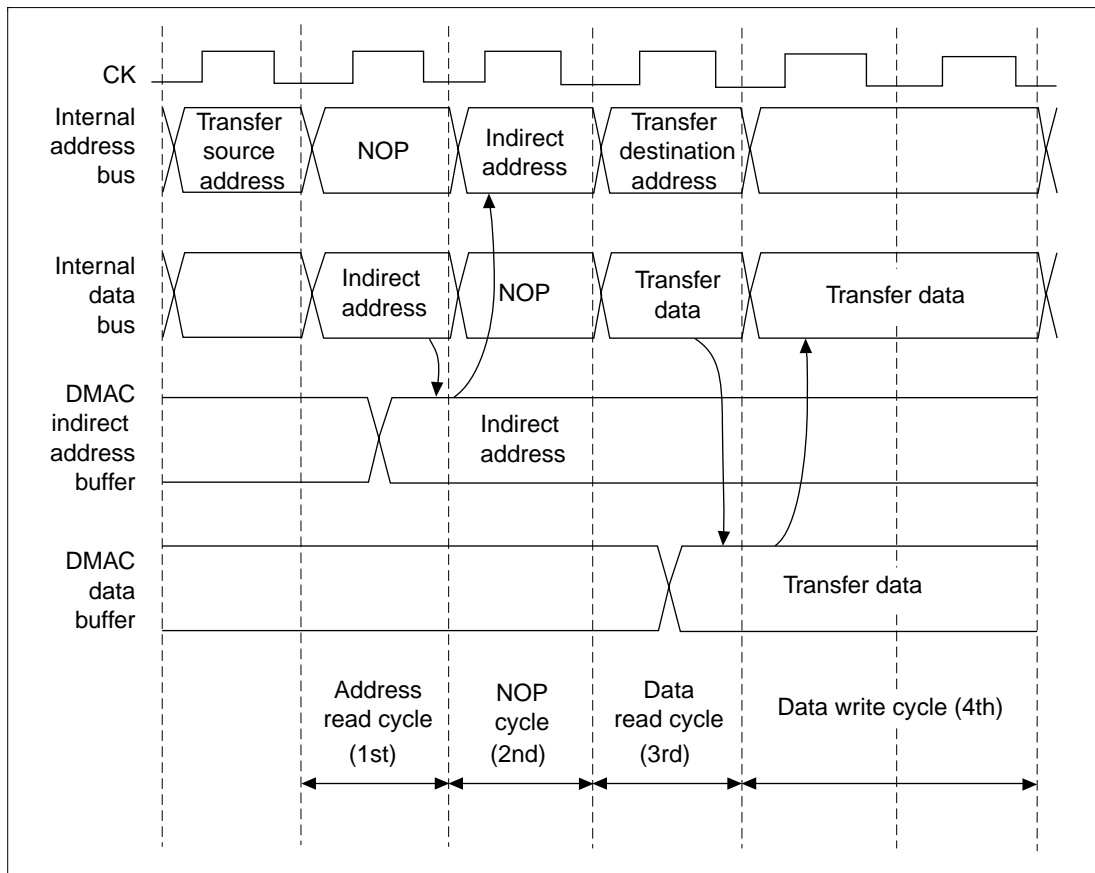 CK
Internal
address
bus
Transfer
source
address
NOP
Indirect
address
Transfer
destination
address
Internal
data
bus
Indirect
address
NOP
Transfer
data
Transfer data
DMAC
indirect
address
buffer
Indirect
address
DMAC
data
buffer
Transfer data
Address
read cycle
(1st)
NOP
cycle
(2nd)
Data
read cycle
(3rd)
Data write cycle (4th)